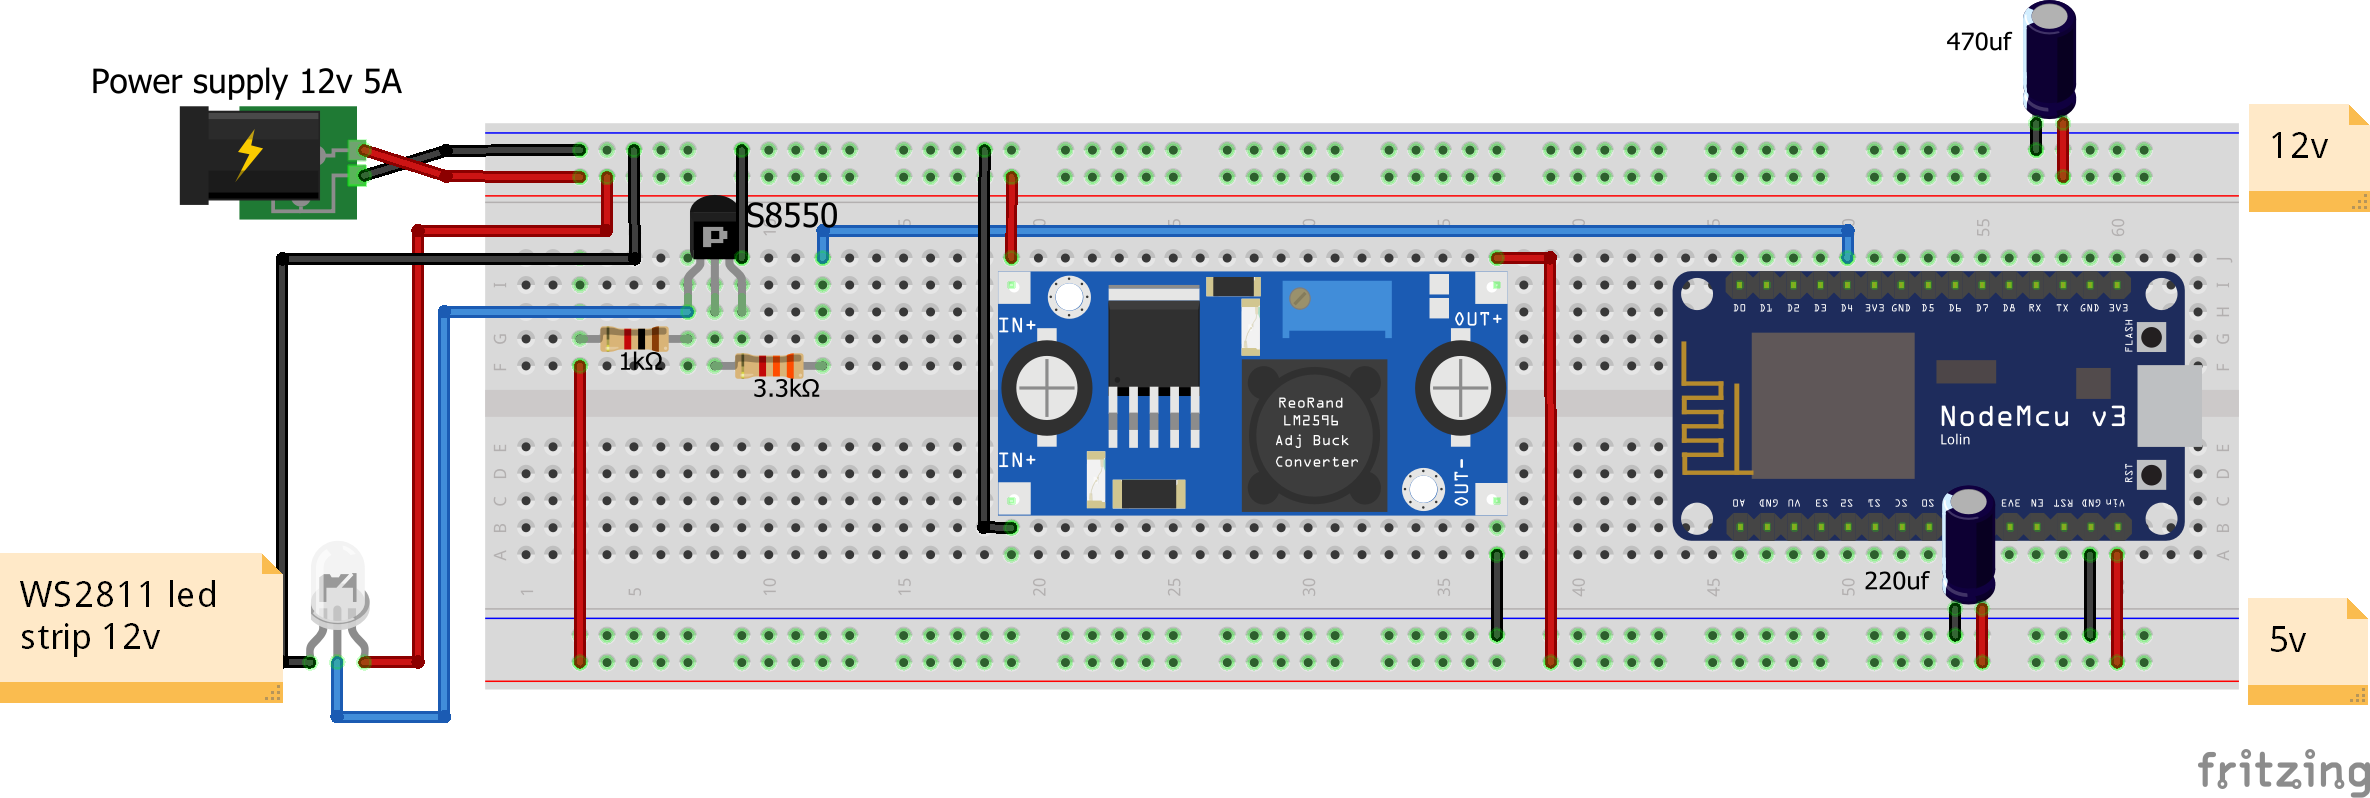 470uf
Power supply 12v 5A
12v
S8550
1kΩ
3.3kΩ
IN+
OUT+
ReoRand
LM2596
Adj Buck
Converter
IN+
OUT-
D0 D1 D2 D3 D4 3V3 GND D5 D6 D7 D8 RX TX GND 3V3
FLASH
NodeMcu v3
Lolin
RST
A0 GND VU S3 S2 S1 SC S0 3V3 EN RST GND Vin
220uf
WS2811 led
strip 12v
5v
J
I
H
G
F
E
D
C
B
A
1 5 10 15 20 25 30 35 40 45 50 55 60
fritzing